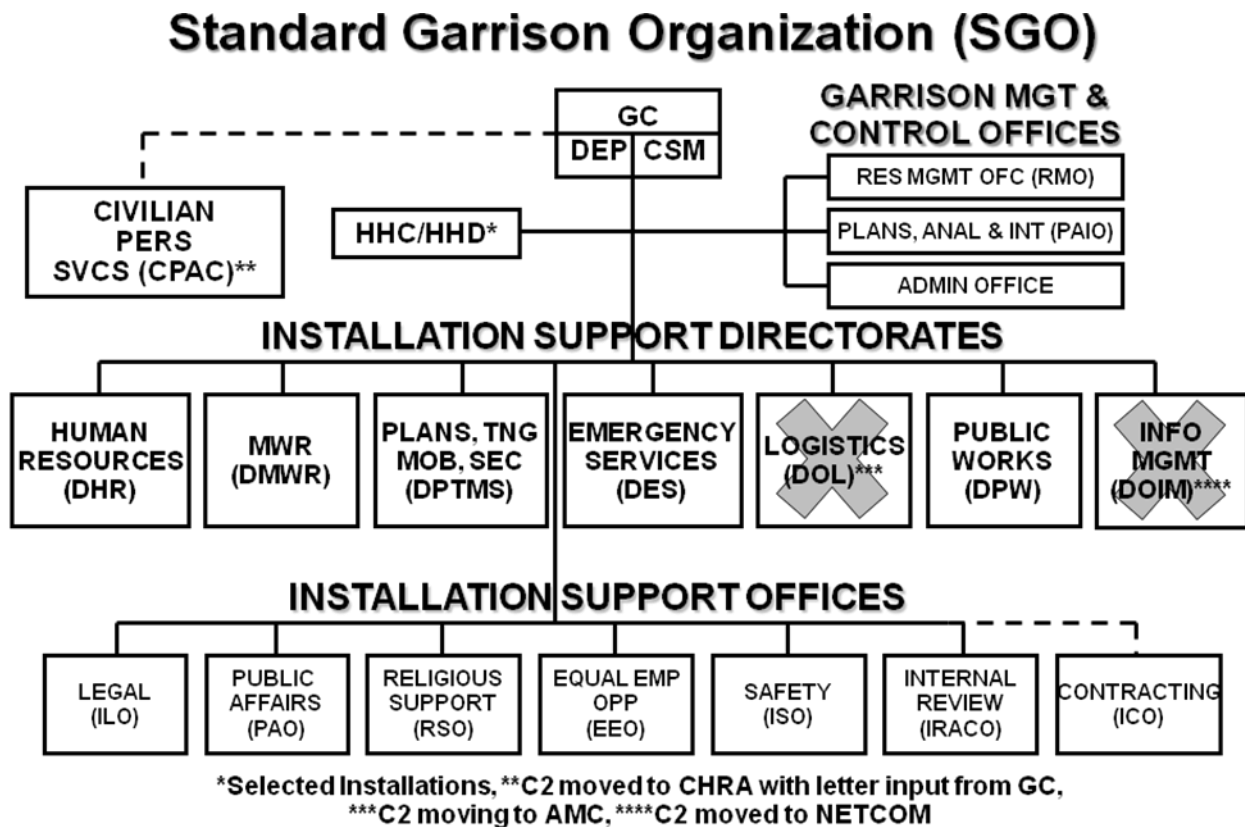 Standard Garrison Organization (SGO)
GC
DEP CSM
GARRISON MGT &
CONTROL OFFICES
RES MGMT OFC (RMO)
PLANS, ANAL & INT (PAIO)
ADMIN OFFICE
CIVILIAN
PERS
SVCS (CPAC)**
HHC/HHD*
INSTALLATION SUPPORT DIRECTORATES
HUMAN
RESOURCES
(DHR)
MWR
(DMWR)
PLANS, TNG
MOB, SEC
(DPTMS)
EMERGENCY
SERVICES
(DES)
LOGISTICS
(DOL)***
PUBLIC
WORKS
(DPW)
INFO
MGMT
(DOIM)****
INSTALLATION SUPPORT OFFICES
LEGAL
(ILO)
PUBLIC
AFFAIRS
(PAO)
RELIGIOUS
SUPPORT
(RSO)
EQUAL EMP
OPP
(EEO)
SAFETY
(ISO)
INTERNAL
REVIEW
(IRACO)
CONTRACTING
(ICO)
*Selected Installations, **C2 moved to CHRA with letter input from GC,
***C2 moving to AMC, ****C2 moved to NETCOM